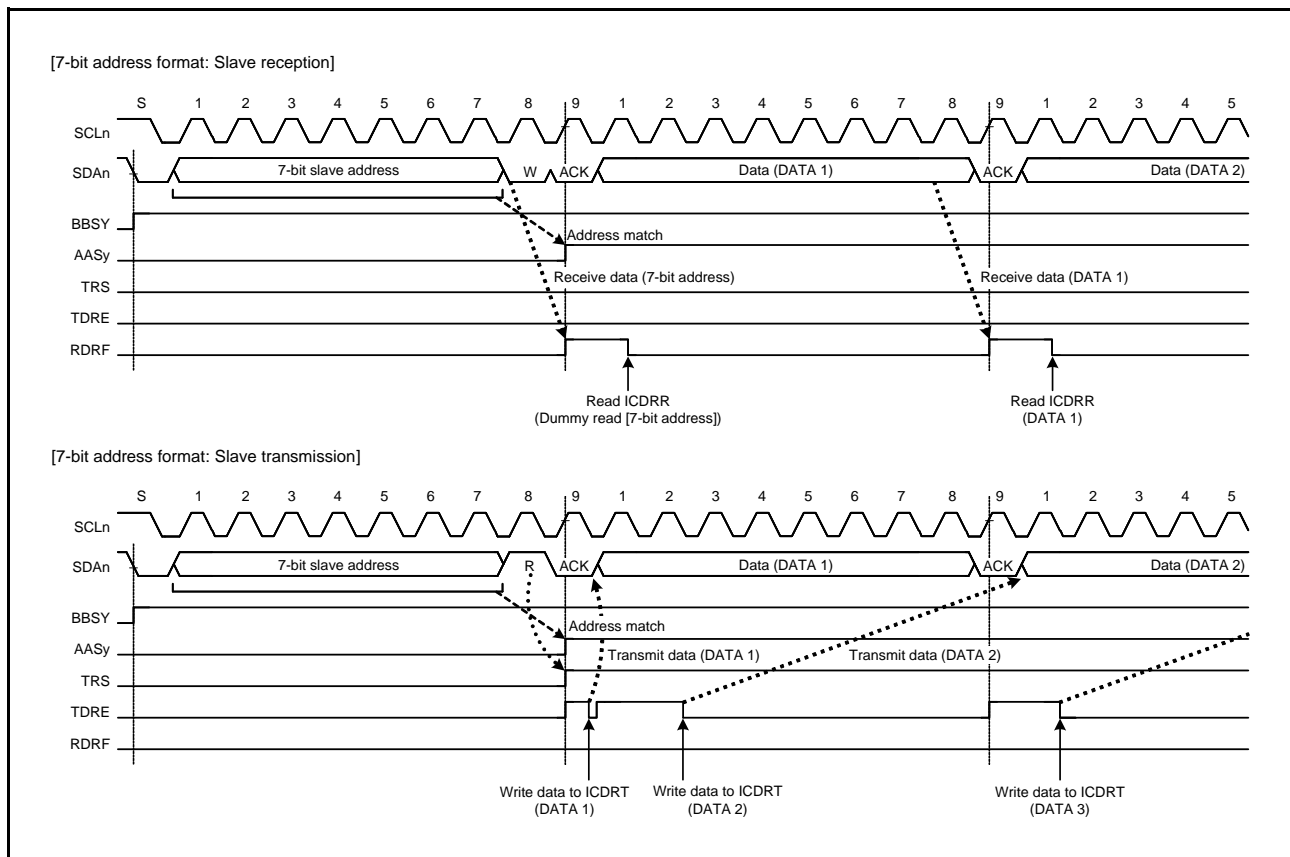 [7-bit address format: Slave reception]
S 1 2 3 4 5 6 7 8 9 1 2 3 4 5 6 7 8 9 1 2 3 4 5
SCLn
SDAn 7-bit slave address W ACK Data (DATA 1) ACK Data (DATA 2)
BBSY
Address match
AASy
Receive data (7-bit address) Receive data (DATA 1)
TRS
TDRE
RDRF
Read ICDRR Read ICDRR
(Dummy read [7-bit address]) (DATA 1)
[7-bit address format: Slave transmission]
S 1 2 3 4 5 6 7 8 9 1 2 3 4 5 6 7 8 9 1 2 3 4 5
SCLn
SDAn 7-bit slave address R ACK Data (DATA 1) ACK Data (DATA 2)
BBSY
Address match
AASy
Transmit data (DATA 1) Transmit data (DATA 2)
TRS
TDRE
RDRF
Write data to ICDRT Write data to ICDRT Write data to ICDRT
(DATA 1) (DATA 2) (DATA 3)